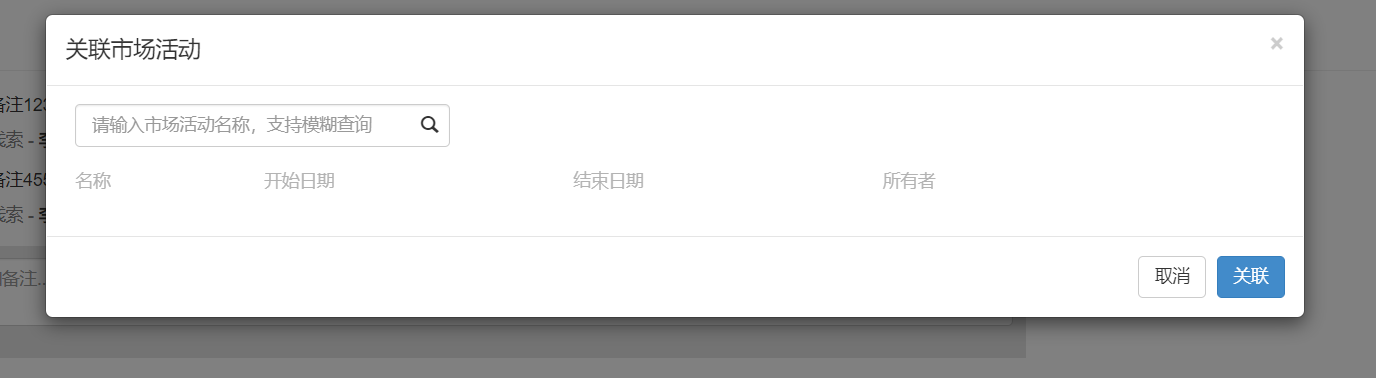 关联市场活动
×
备注123
线索 - 李
请输入市场活动名称，支持模糊查询
名称 开始日期 结束日期 所有者
备注455
线索 -
备注...
取消 关联